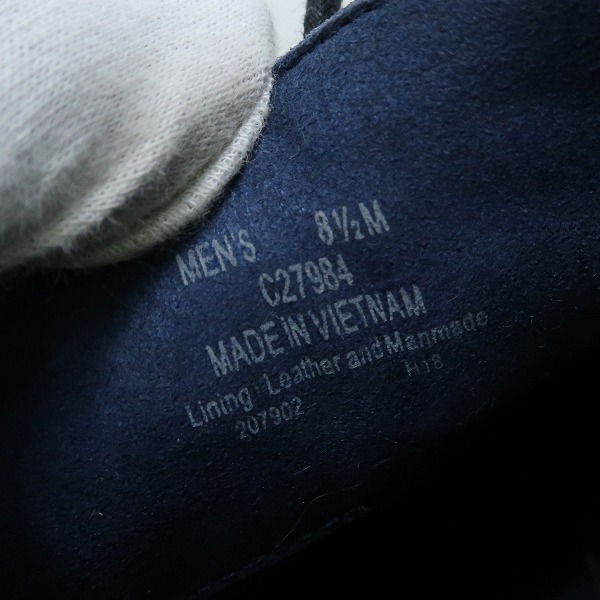 MEN'S 8½M
C27984
MADE IN VIETNAM
Lining - Leather and Manmade
207902 H18